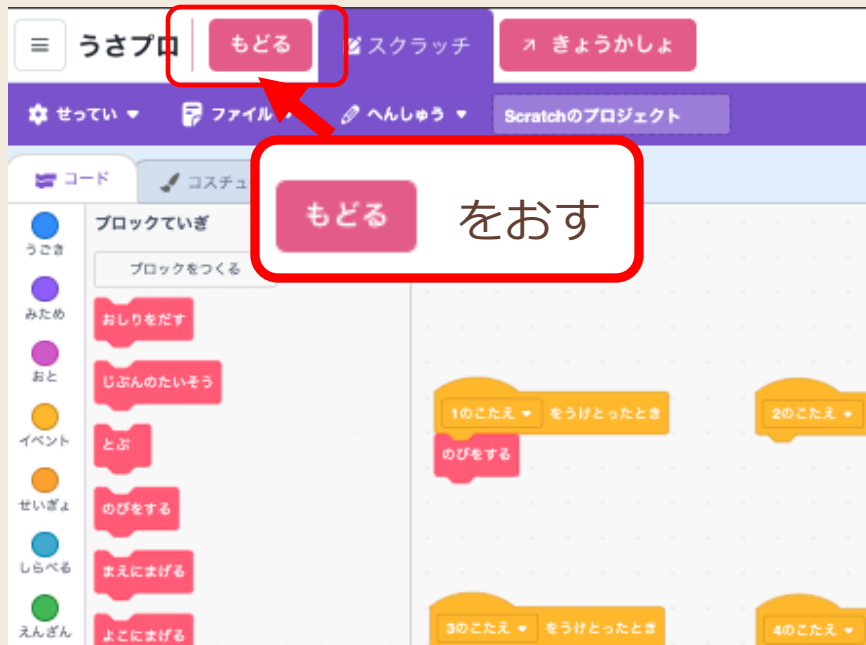 うさプロ もどる スクラッチ きょうかしょ
せってい ファイル へんしゅう Scratchのプロジェクト
コード コスチュ
もどる をおす
うごき
みため
おと
イベント
せいぎょ
しらべる
えんざん
ブロックていぎ
ブロックをつくる
おしりをだす
じぶんのたいそう
とぶ
のびをする
まえにまげる
よこにまげる
1のこたえ をうけとったとき
のびをする
2のこたえ
3のこたえ をうけとったとき
4のこたえ